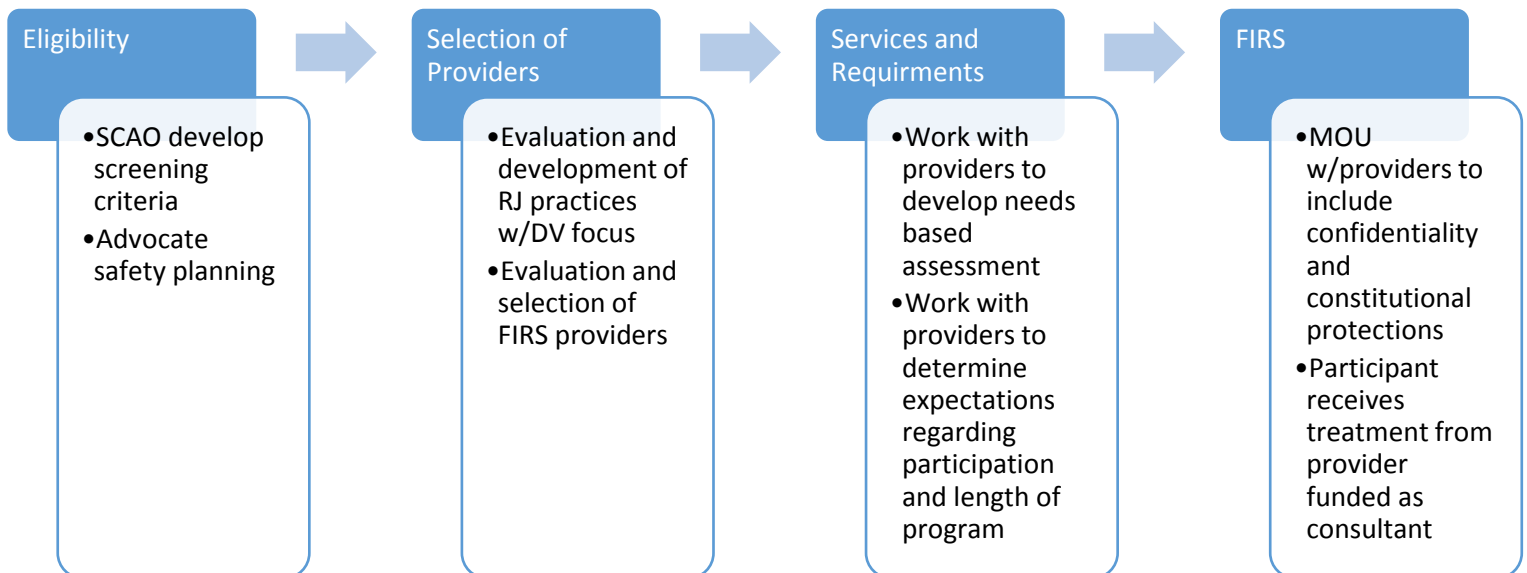 Eligibility
•SCAO develop
screening
criteria
•Advocate
safety planning
Selection of
Providers
•Evaluation and
development of
RJ practices
w/DV focus
•Evaluation and
selection of
FIRS providers
Services and
Requirments
•Work with
providers to
develop needs
based
assessment
•Work with
providers to
determine
expectations
regarding
participation
and length of
program
FIRS
•MOU
w/providers to
include
confidentiality
and
constitutional
protections
•Participant
receives
treatment from
provider
funded as
consultant